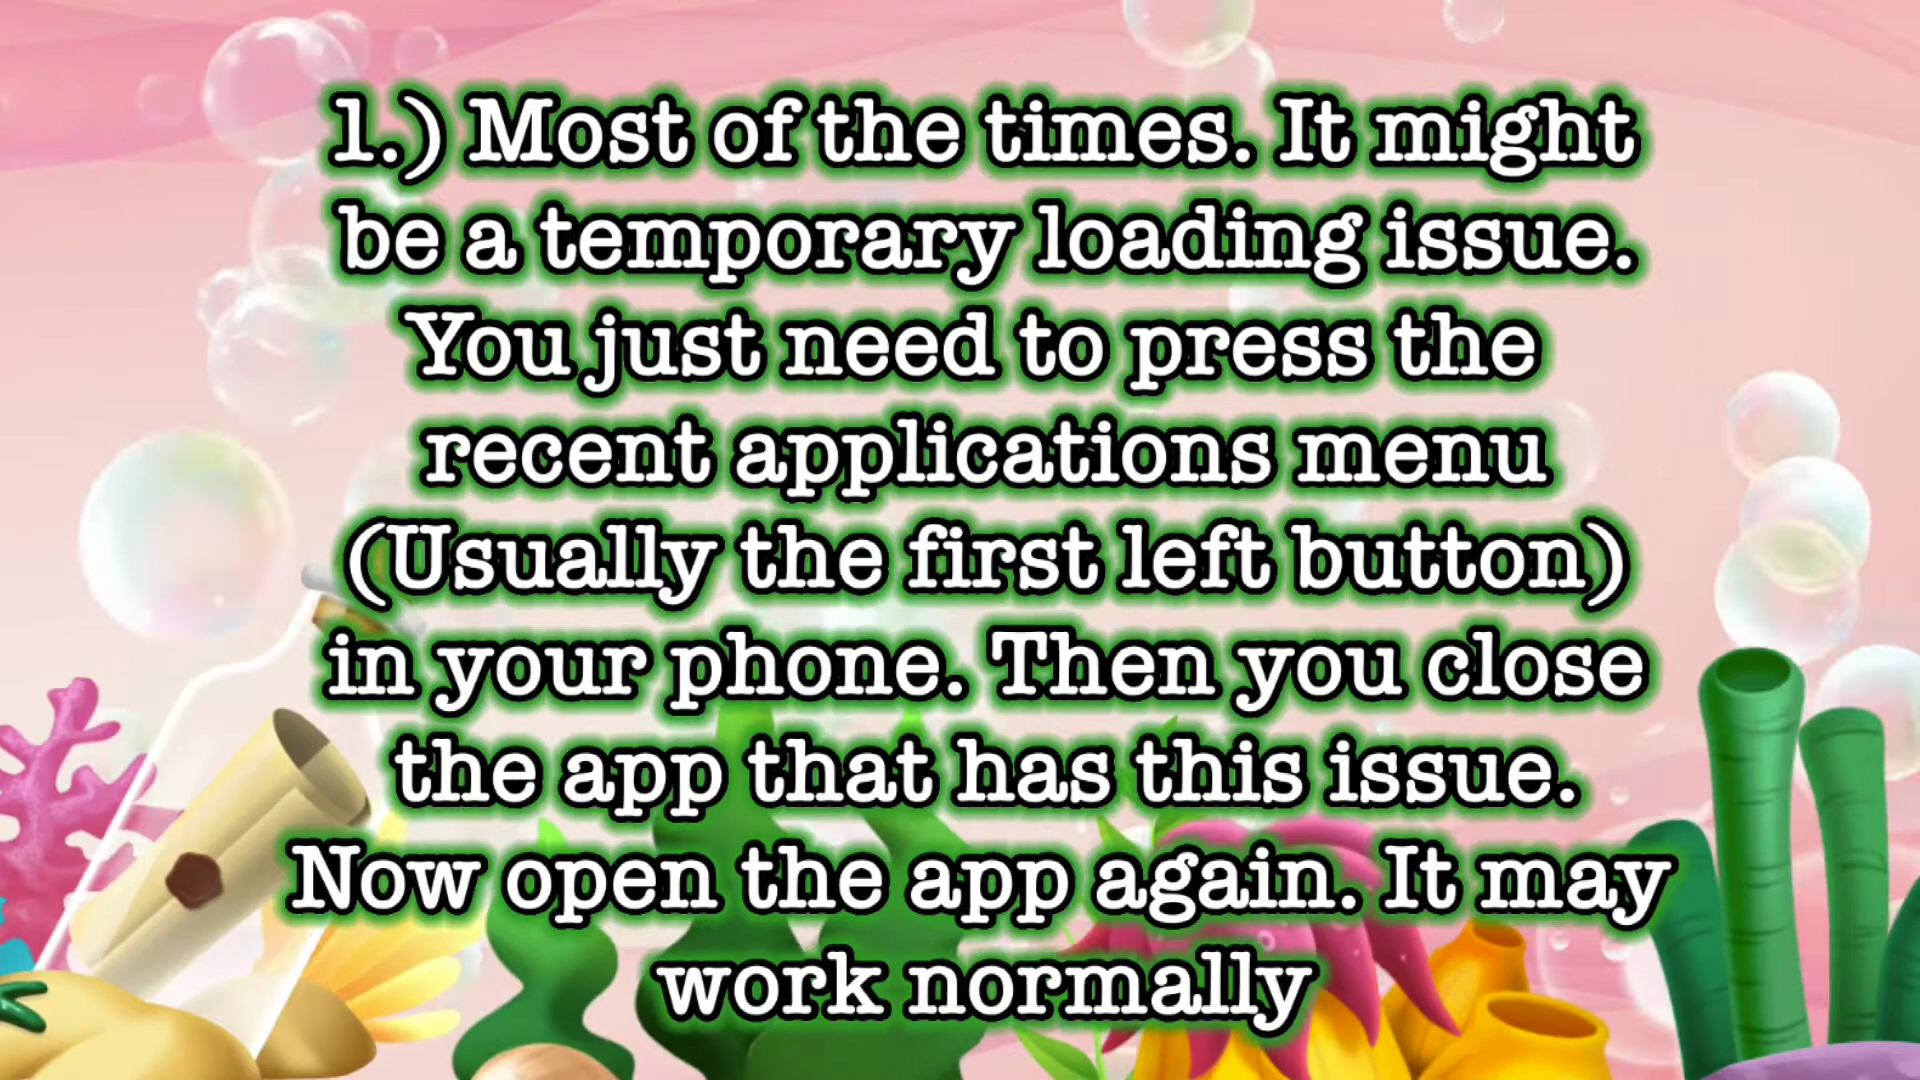 1.) Most of the times. It might
be a temporary loading issue.
You just need to press the
recent applications menu
(Usually the first left button)
in your phone. Then you close
the app that has this issue.
Now open the app again. It may
work normally